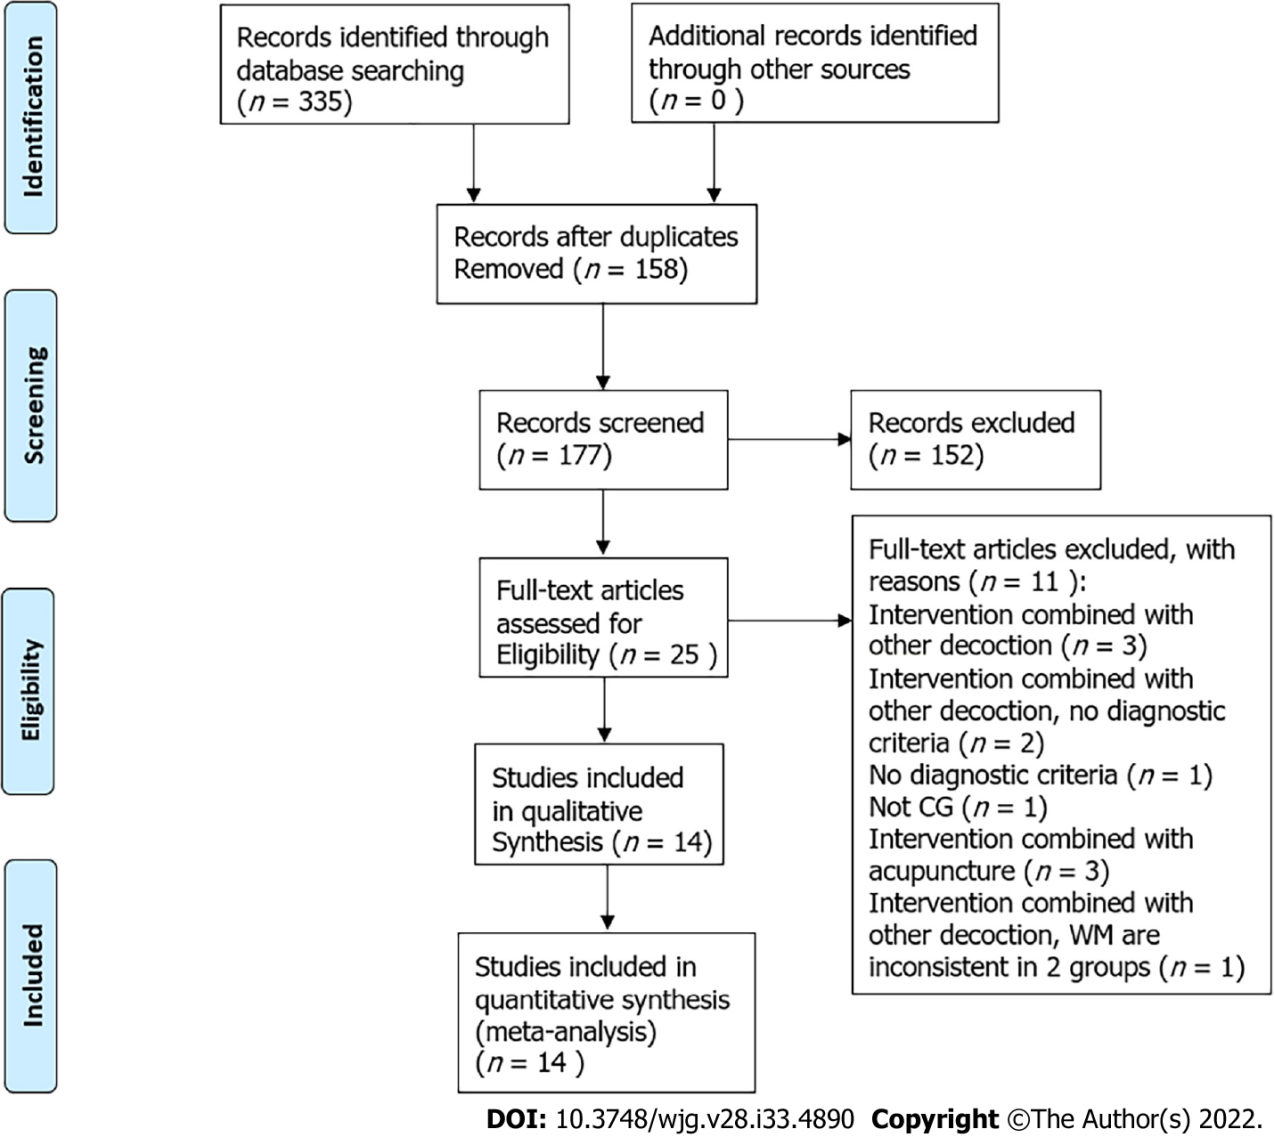 Identification
Records identified through
database searching
(n = 335)
Additional records identified
through other sources
(n = 0 )
Records after duplicates
Removed (n = 158)
Screening
Records screened
(n = 177)
Records excluded
(n = 152)
Eligibility
Full-text articles
assessed for
Eligibility (n = 25 )
Full-text articles excluded, with
reasons (n = 11 ):
Intervention combined with
other decoction (n = 3)
Intervention combined with
other decoction, no diagnostic
criteria (n = 2)
No diagnostic criteria (n = 1)
Not CG (n = 1)
Intervention combined with
acupuncture (n = 3)
Intervention combined with
other decoction, WM are
inconsistent in 2 groups (n = 1)
Studies included
in qualitative
Synthesis (n = 14)
Included
Studies included in
quantitative synthesis
(meta-analysis)
(n = 14 )
DOI: 10.3748/wjg.v28.i33.4890 Copyright ©The Author(s) 2022.